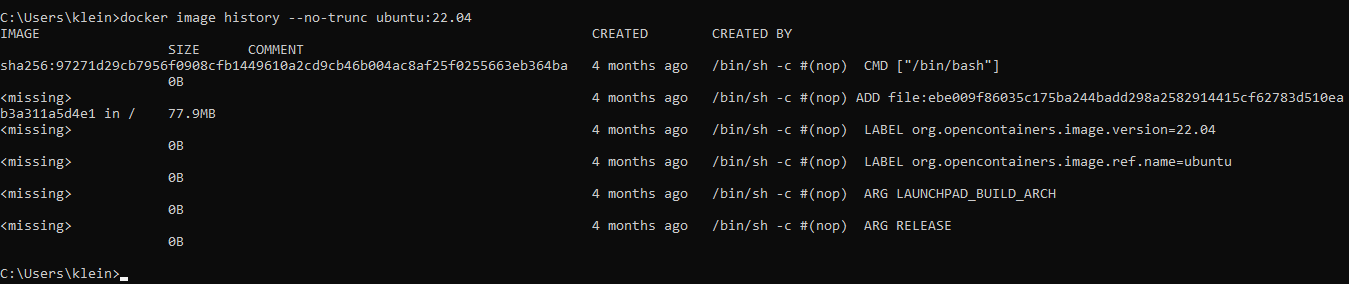 C:\Users\klein>docker image history --no-trunc ubuntu:22.04
IMAGE CREATED CREATED BY
SIZE COMMENT
sha256:97271d29cb7956f0908cfb1449610a2cd9cb46b004ac8af25f0255663eb364ba 4 months ago /bin/sh -c #(nop) CMD ["/bin/bash"]
0B
<missing> 4 months ago /bin/sh -c #(nop) ADD file:ebe009f86035c175ba244badd298a2582914415cf62783d510ea
b3a311a5d4e1 in / 77.9MB
<missing> 4 months ago /bin/sh -c #(nop) LABEL org.opencontainers.image.version=22.04
0B
<missing> 4 months ago /bin/sh -c #(nop) LABEL org.opencontainers.image.ref.name=ubuntu
0B
<missing> 4 months ago /bin/sh -c #(nop) ARG LAUNCHPAD_BUILD_ARCH
0B
<missing> 4 months ago /bin/sh -c #(nop) ARG RELEASE
0B
C:\Users\klein>